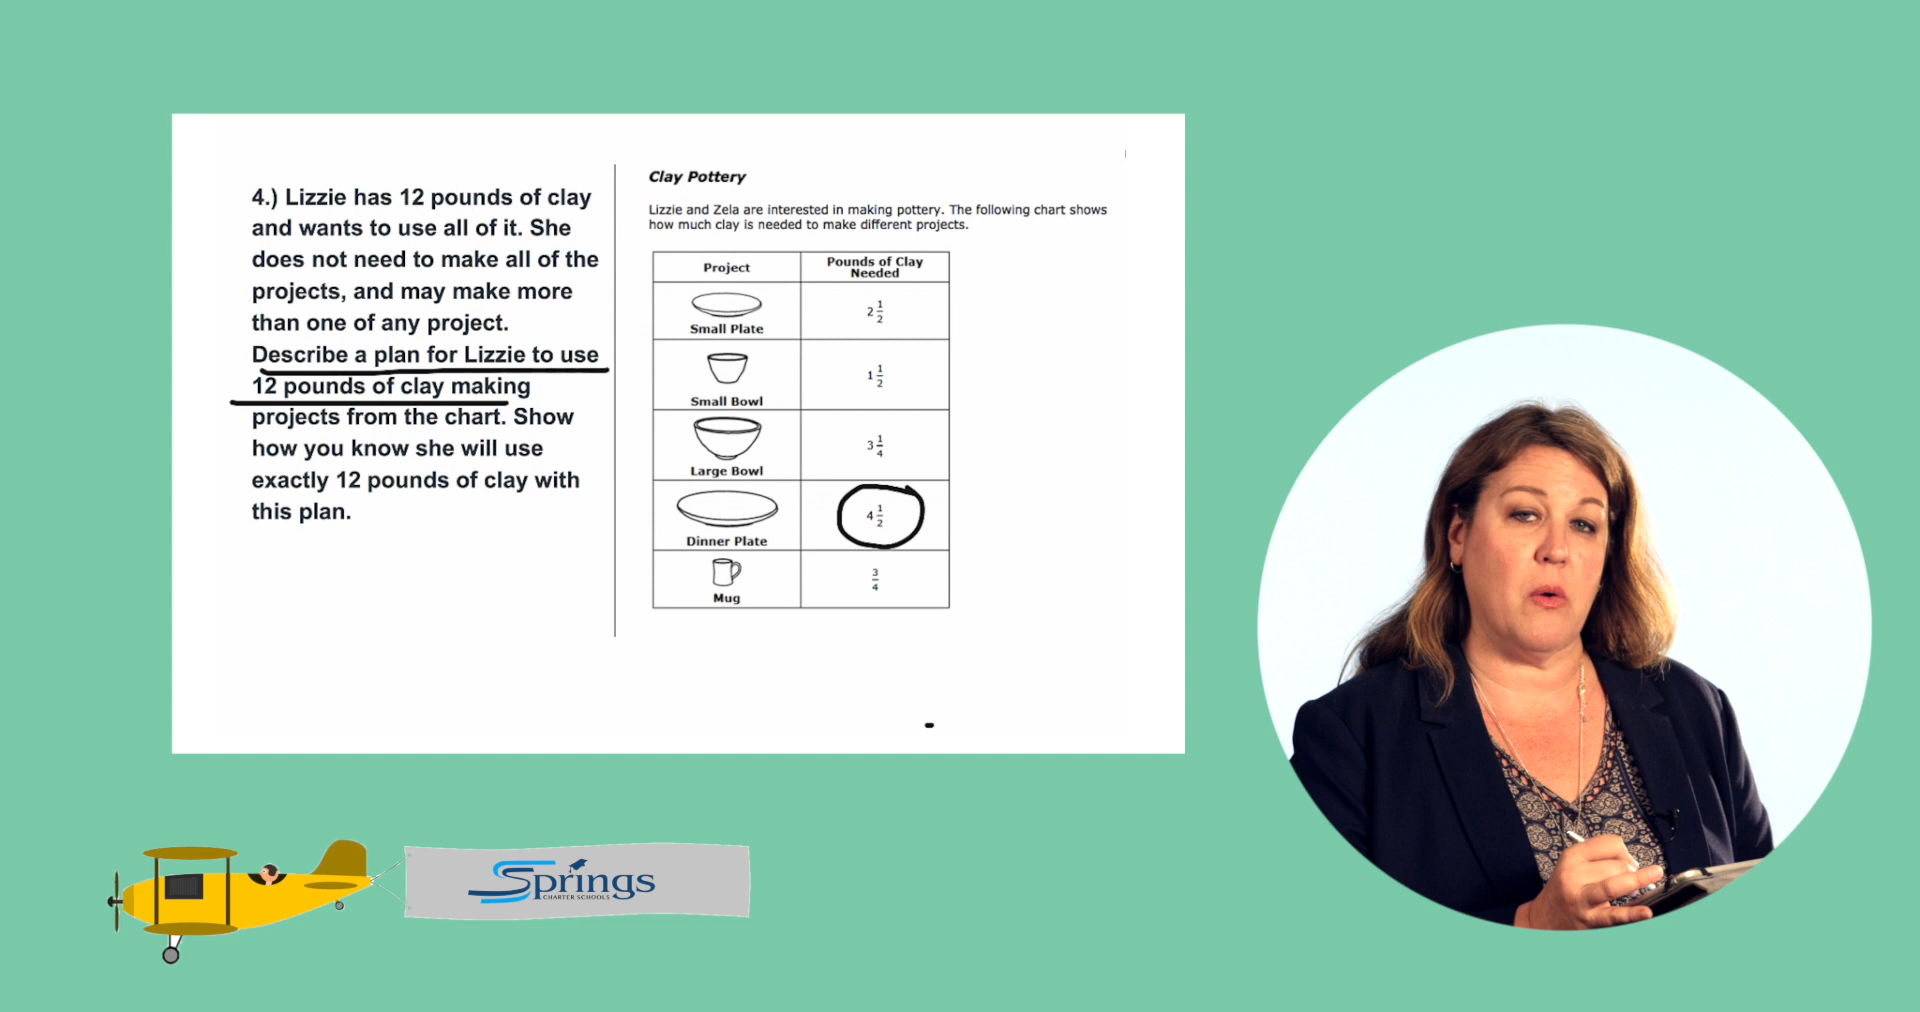 4.) Lizzie has 12 pounds of clay
and wants to use all of it. She
does not need to make all of the
projects, and may make more
than one of any project.
Describe a plan for Lizzie to use
12 pounds of clay making
projects from the chart. Show
how you know she will use
exactly 12 pounds of clay with
this plan.
Clay Pottery
Lizzie and Zela are interested in making pottery. The following chart shows
how much clay is needed to make different projects.
Project
Pounds of Clay
Needed
Small Plate
2 1/2
Small Bowl
1 1/2
Large Bowl
3 1/4
Dinner Plate
4 1/2
Mug
3/4
Springs
CHARTER SCHOOLS